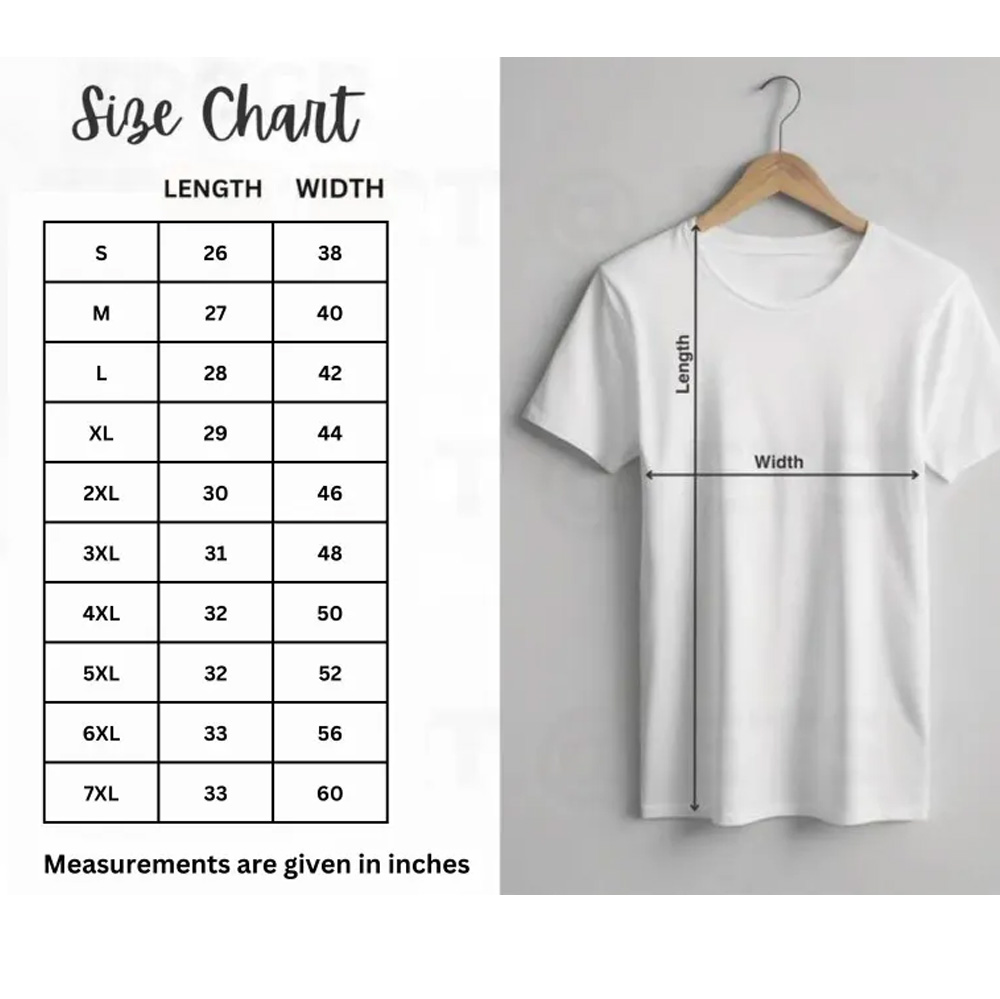 Size Chart
LENGTH WIDTH
S 26 38
M 27 40
L 28 42
XL 29 44
2XL 30 46
3XL 31 48
4XL 32 50
5XL 32 52
6XL 33 56
7XL 33 60
Measurements are given in inches
Length
Width